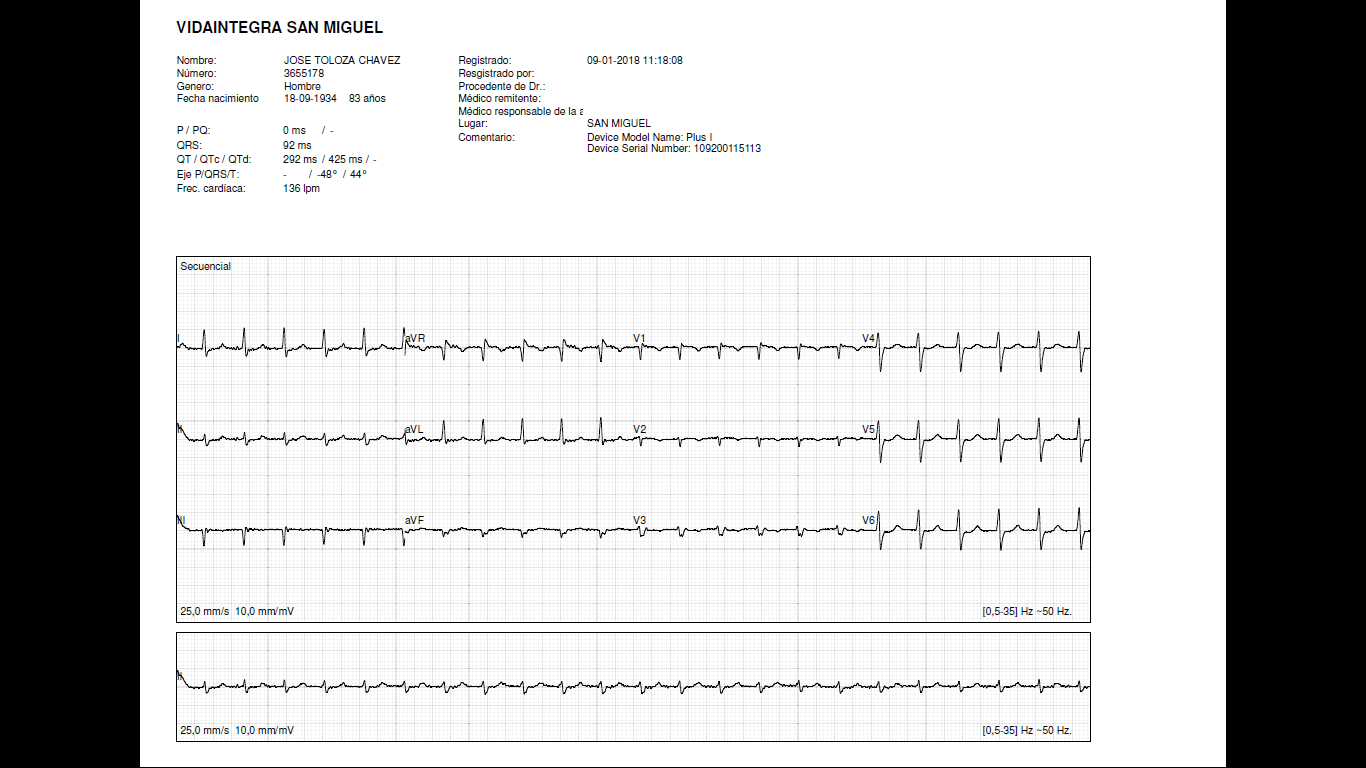 VIDAINTEGRA SAN MIGUEL
Nombre: JOSE TOLOZA CHAVEZ
Número: 3655178
Genero: Hombre
Fecha nacimiento 18-09-1934 83 años
P / PQ: 0 ms / -
QRS: 92 ms
QT / QTc / QTd: 292 ms / 425 ms / -
Eje P/QRS/T: - / -48° / 44°
Frec. cardíaca: 136 lpm
Registrado: 09-01-2018 11:18:08
Resgistrado por:
Procedente de Dr.:
Médico remitente:
Médico responsable de la a
Lugar: SAN MIGUEL
Comentario: Device Model Name: Plus I
Device Serial Number: 109200115113
Secuencial
I aVR V1 V4
II aVL V2 V5
III aVF V3 V6
25,0 mm/s 10,0 mm/mV [0,5-35] Hz ~50 Hz.
II
25,0 mm/s 10,0 mm/mV [0,5-35] Hz ~50 Hz.